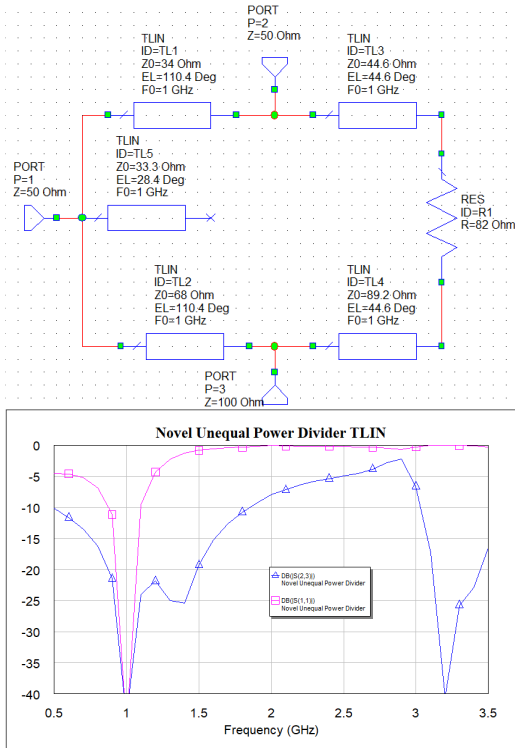 PORT
P=2
Z=50 Ohm
TLIN
ID=TL1
Z0=34 Ohm
EL=110.4 Deg
F0=1 GHz
TLIN
ID=TL3
Z0=44.6 Ohm
EL=44.6 Deg
F0=1 GHz
TLIN
ID=TL5
Z0=33.3 Ohm
EL=28.4 Deg
F0=1 GHz
PORT
P=1
Z=50 Ohm
RES
ID=R1
R=82 Ohm
TLIN
ID=TL2
Z0=68 Ohm
EL=110.4 Deg
F0=1 GHz
TLIN
ID=TL4
Z0=89.2 Ohm
EL=44.6 Deg
F0=1 GHz
PORT
P=3
Z=100 Ohm
Novel Unequal Power Divider TLIN
0
-5
-10
-15
-20
-25
-30
-35
-40
DB(|S(2,3)|)
Novel Unequal Power Divider
DB(|S(1,1)|)
Novel Unequal Power Divider
0.5 1 1.5 2 2.5 3 3.5
Frequency (GHz)